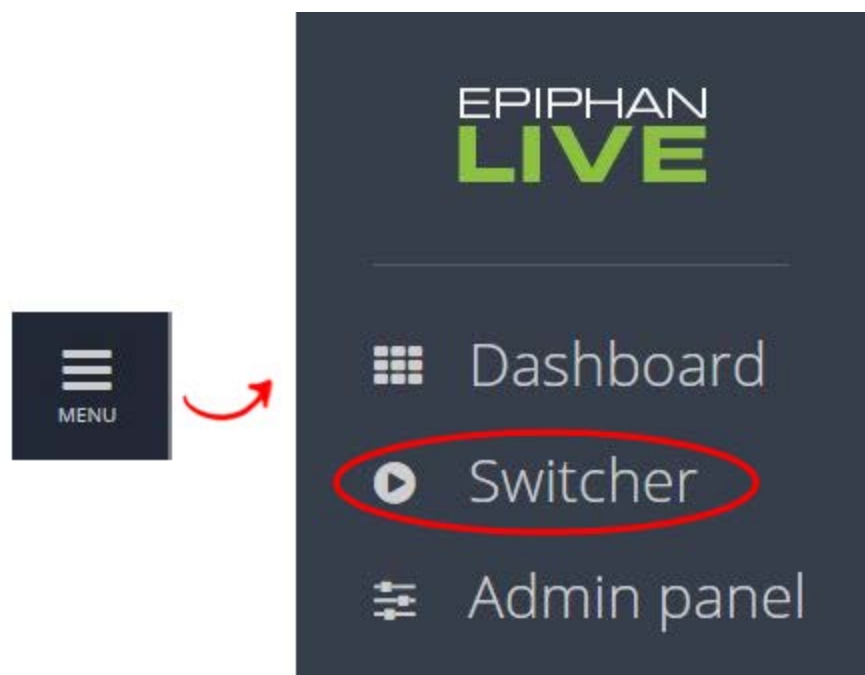 MENU
EPIPHAN
LIVE
Dashboard
Switcher
Admin panel